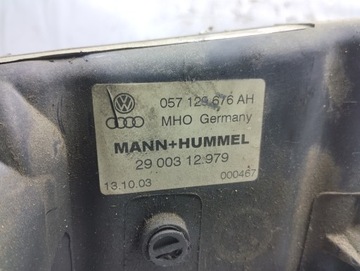 057 129 676 AH
MHO Germany
MANN+HUMMEL
29 003 12 979
13.10.03
000467